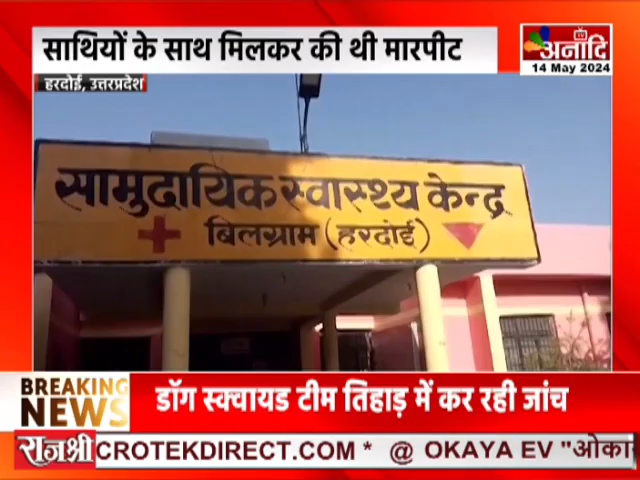 साथियों के साथ मिलकर की थी मारपीट
अनादि TV
14 May 2024
हरदोई, उत्तरप्रदेश
सामुदायिक स्वास्थ्य केन्द्र
बिलग्राम (हरदोई)
BREAKING NEWS
डॉग स्क्वायड टीम तिहाड़ में कर रही जांच
राजश्री
CROTEKDIRECT.COM * @ OKAYA EV "ओका